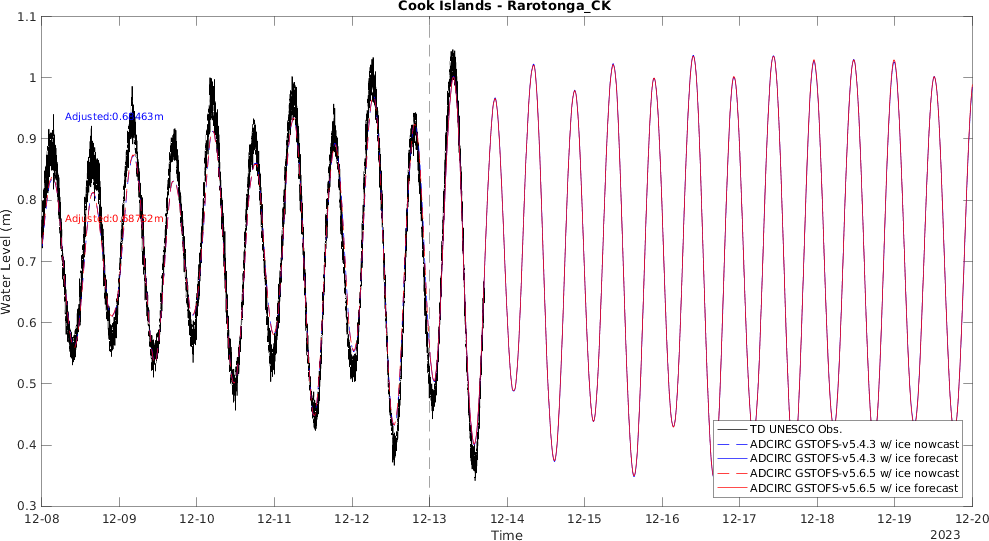 Cook Islands - Rarotonga_CK
1.1
1
0.9
0.8
0.7
0.6
0.5
0.4
0.3
Water Level (m)
Adjusted:0.68752m
TD UNESCO Obs.
ADCIRC GSTOFS-v5.4.3 w/ ice nowcast
ADCIRC GSTOFS-v5.4.3 w/ ice forecast
ADCIRC GSTOFS-v5.6.5 w/ ice nowcast
ADCIRC GSTOFS-v5.6.5 w/ ice forecast
12-08 12-09 12-10 12-11 12-12 12-13 12-14 12-15 12-16 12-17 12-18 12-19 12-20
Time
2023